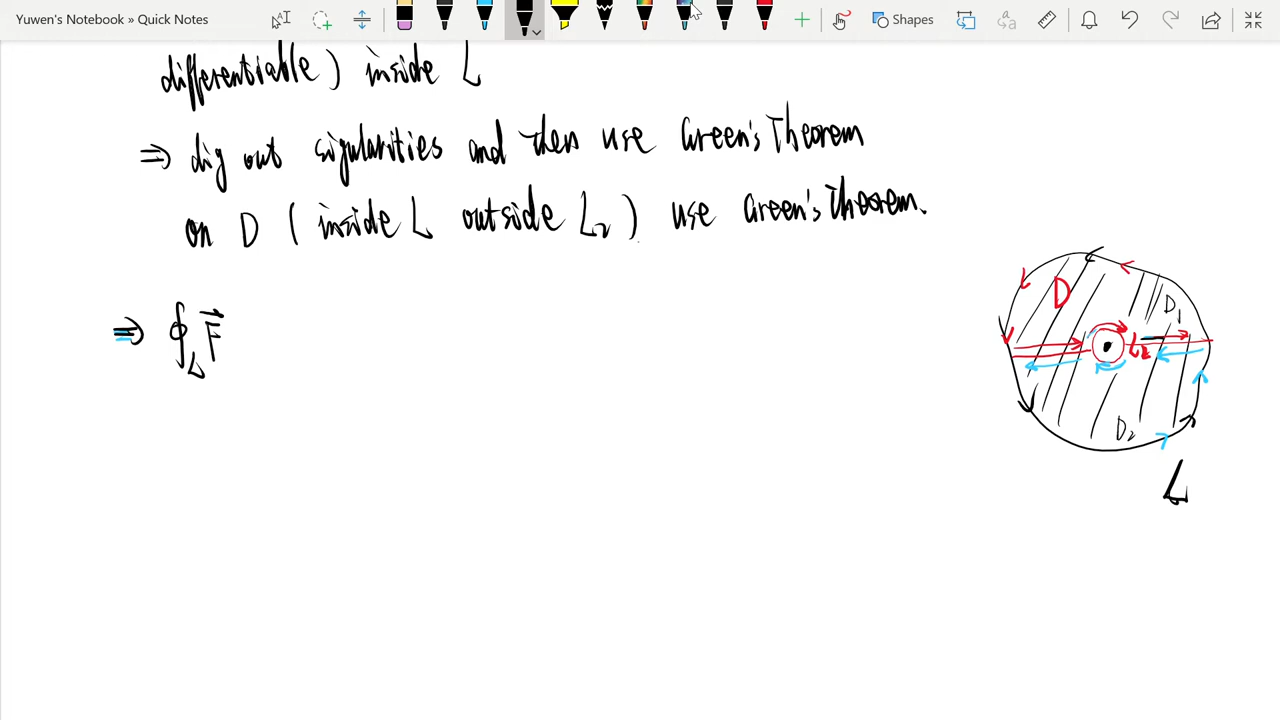 Yuwen's Notebook » Quick Notes
Shapes
differentiable) inside L
⇒ dig out sigularities and then use Green's Theorem
on D (inside L outside L₂) use Green's Theorem.
⇒ ∮_L F⃗
D
D₁
L₂
D₂
L